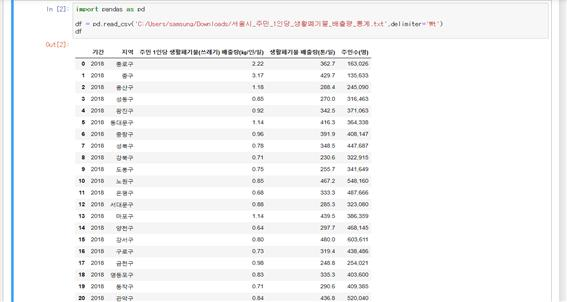 In [2]: import pandas as pd
df = pd.read_csv('C:/Users/samsung/Downloads/서울시_주민_1인당_생활폐기물_배출량_통계.txt',delimiter='₩t')
df
Out[2]:
기간 지역 주민 1인당 생활폐기물(쓰레기) 배출량(kg/인/일) 생활폐기물 배출량(톤/일) 주민수(명)
0 2018 종로구 2.22 362.7 163,026
1 2018 중구 3.17 429.7 135,633
2 2018 용산구 1.18 288.4 245,090
3 2018 성동구 0.85 270.0 316,463
4 2018 광진구 0.92 342.5 371,063
5 2018 동대문구 1.14 416.3 364,338
6 2018 중랑구 0.96 391.9 408,147
7 2018 성북구 0.78 348.5 447,687
8 2018 강북구 0.71 230.6 322,915
9 2018 도봉구 0.75 255.7 341,649
10 2018 노원구 0.85 467.2 548,160
11 2018 은평구 0.68 333.3 487,666
12 2018 서대문구 0.88 285.3 323,080
13 2018 마포구 1.14 439.5 386,359
14 2018 양천구 0.64 297.7 468,145
15 2018 강서구 0.80 480.0 603,611
16 2018 구로구 0.73 319.4 438,486
17 2018 금천구 0.98 248.8 254,021
18 2018 영등포구 0.83 335.3 403,600
19 2018 동작구 0.71 290.6 409,385
20 2018 관악구 0.84 436.8 520,040